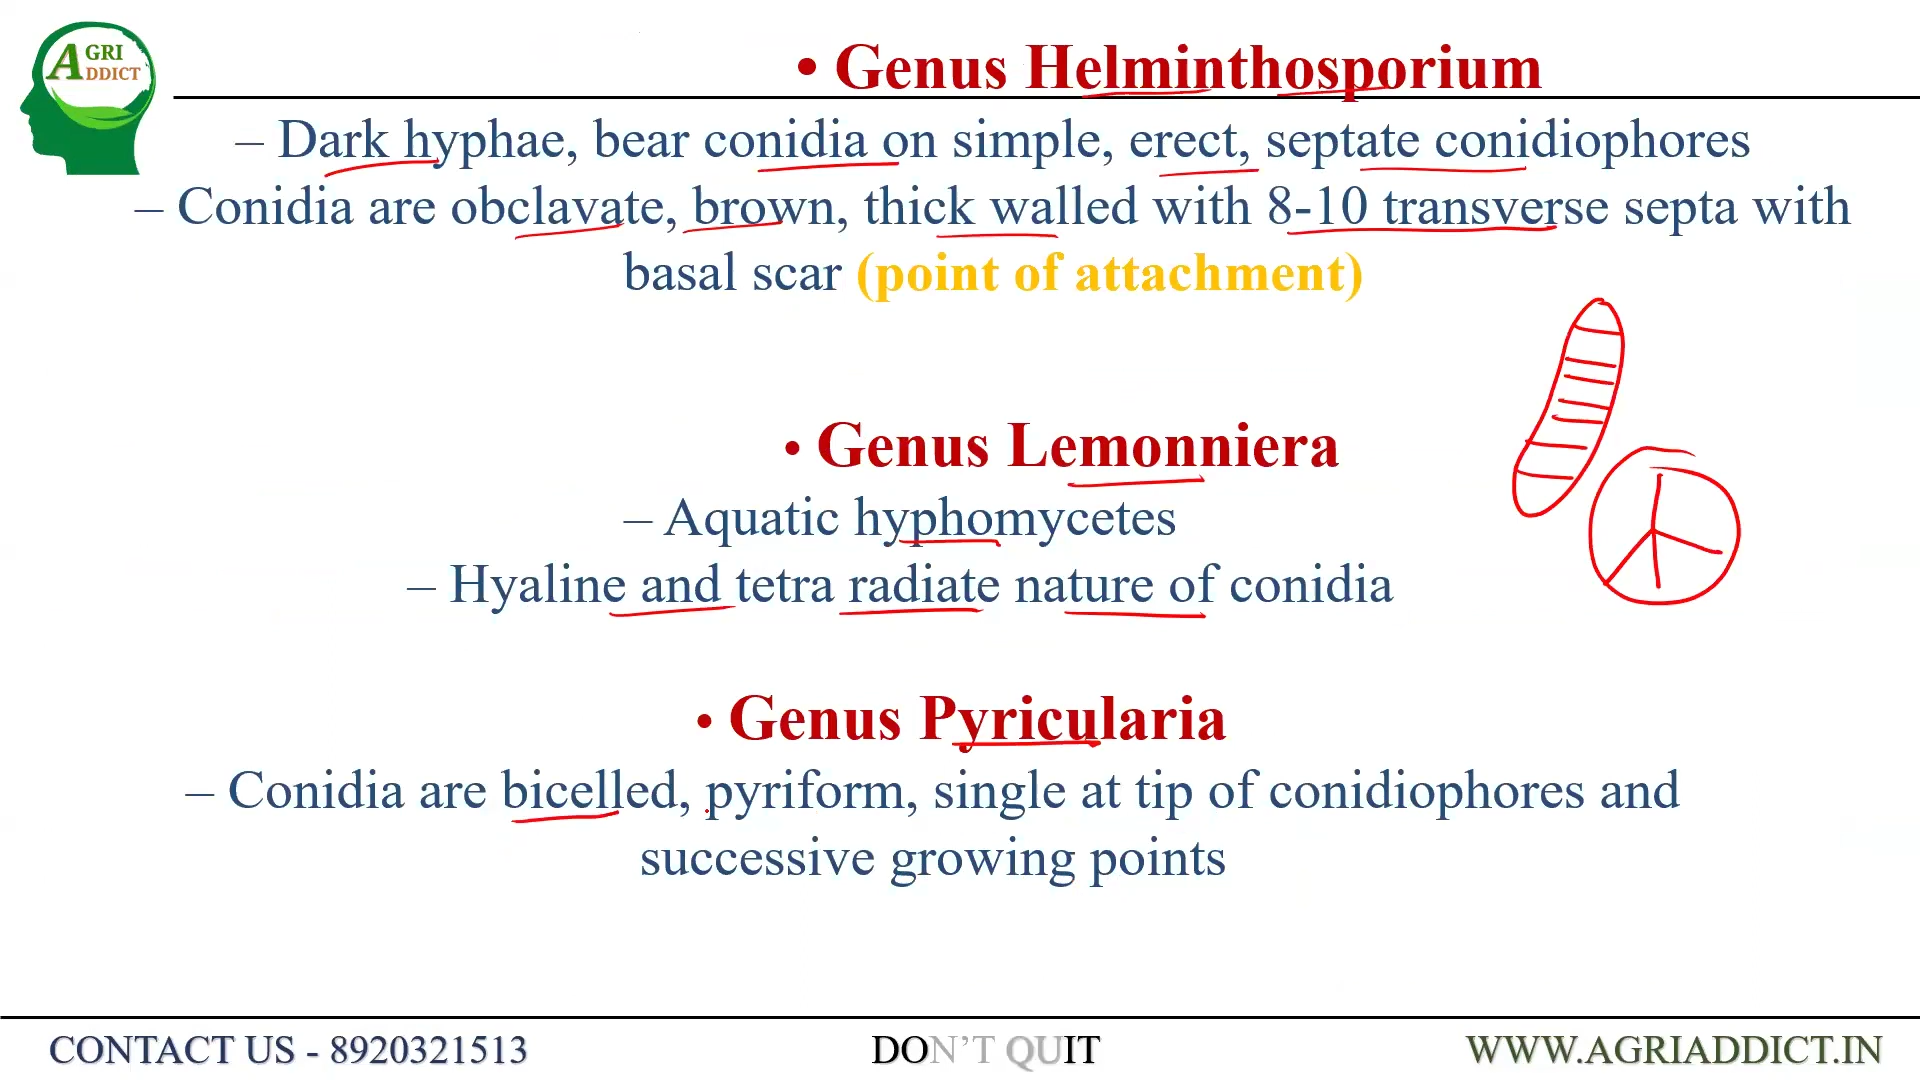 AGRI
ADDICT
• Genus Helminthosporium
– Dark hyphae, bear conidia on simple, erect, septate conidiophores
– Conidia are obclavate, brown, thick walled with 8-10 transverse septa with
basal scar (point of attachment)
• Genus Lemonniera
– Aquatic hyphomycetes
– Hyaline and tetra radiate nature of conidia
• Genus Pyricularia
– Conidia are bicelled, pyriform, single at tip of conidiophores and
successive growing points
CONTACT US - 8920321513
DON'T QUIT
WWW.AGRIADDICT.IN